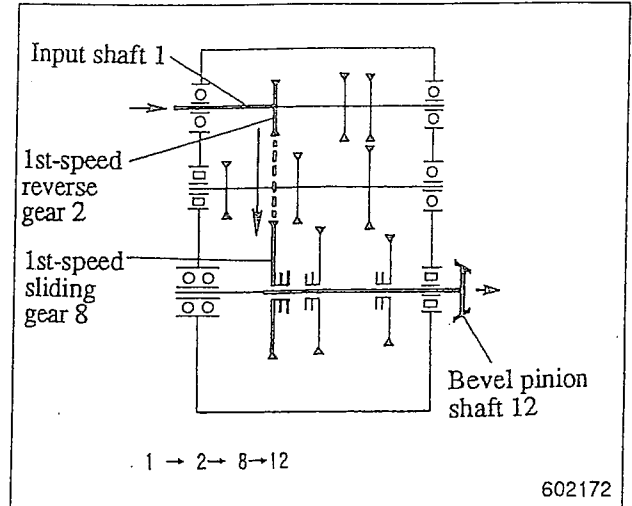 Input shaft 1
1st-speed
reverse
gear 2
1st-speed
sliding
gear 8
Bevel pinion
shaft 12
1 → 2 → 8 → 12
602172